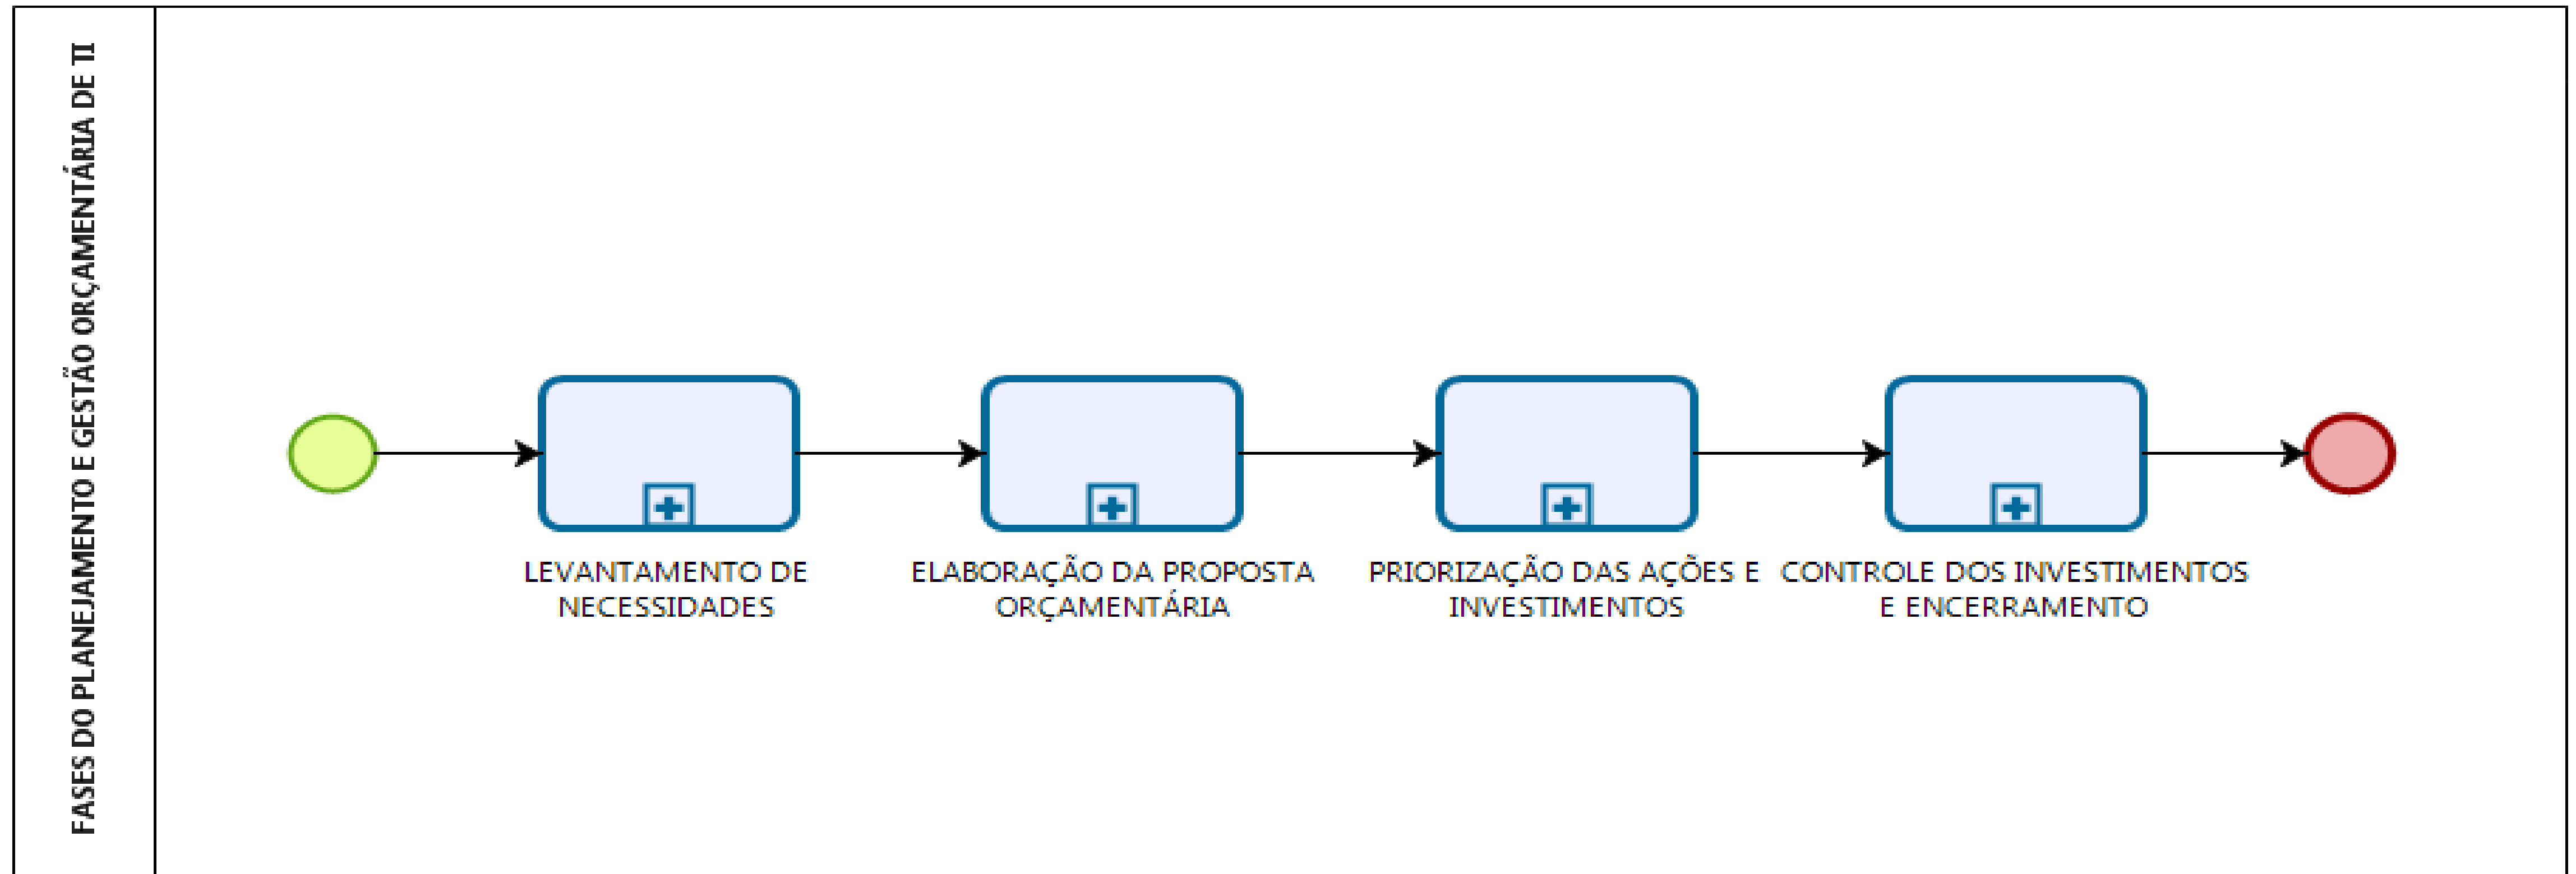 FASES DO PLANEJAMENTO E GESTÃO ORÇAMENTÁRIA DE TI
LEVANTAMENTO DE
NECESSIDADES
ELABORAÇÃO DA PROPOSTA
ORÇAMENTÁRIA
PRIORIZAÇÃO DAS AÇÕES E
INVESTIMENTOS
CONTROLE DOS INVESTIMENTOS
E ENCERRAMENTO